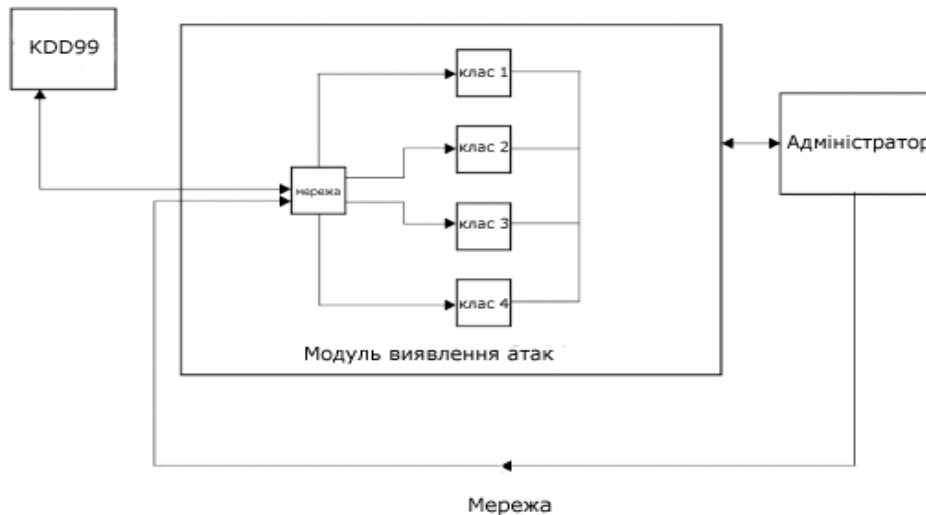 KDD99
клас 1
клас 2
Адміністратор
мережа
клас 3
клас 4
Модуль виявлення атак
Мережа